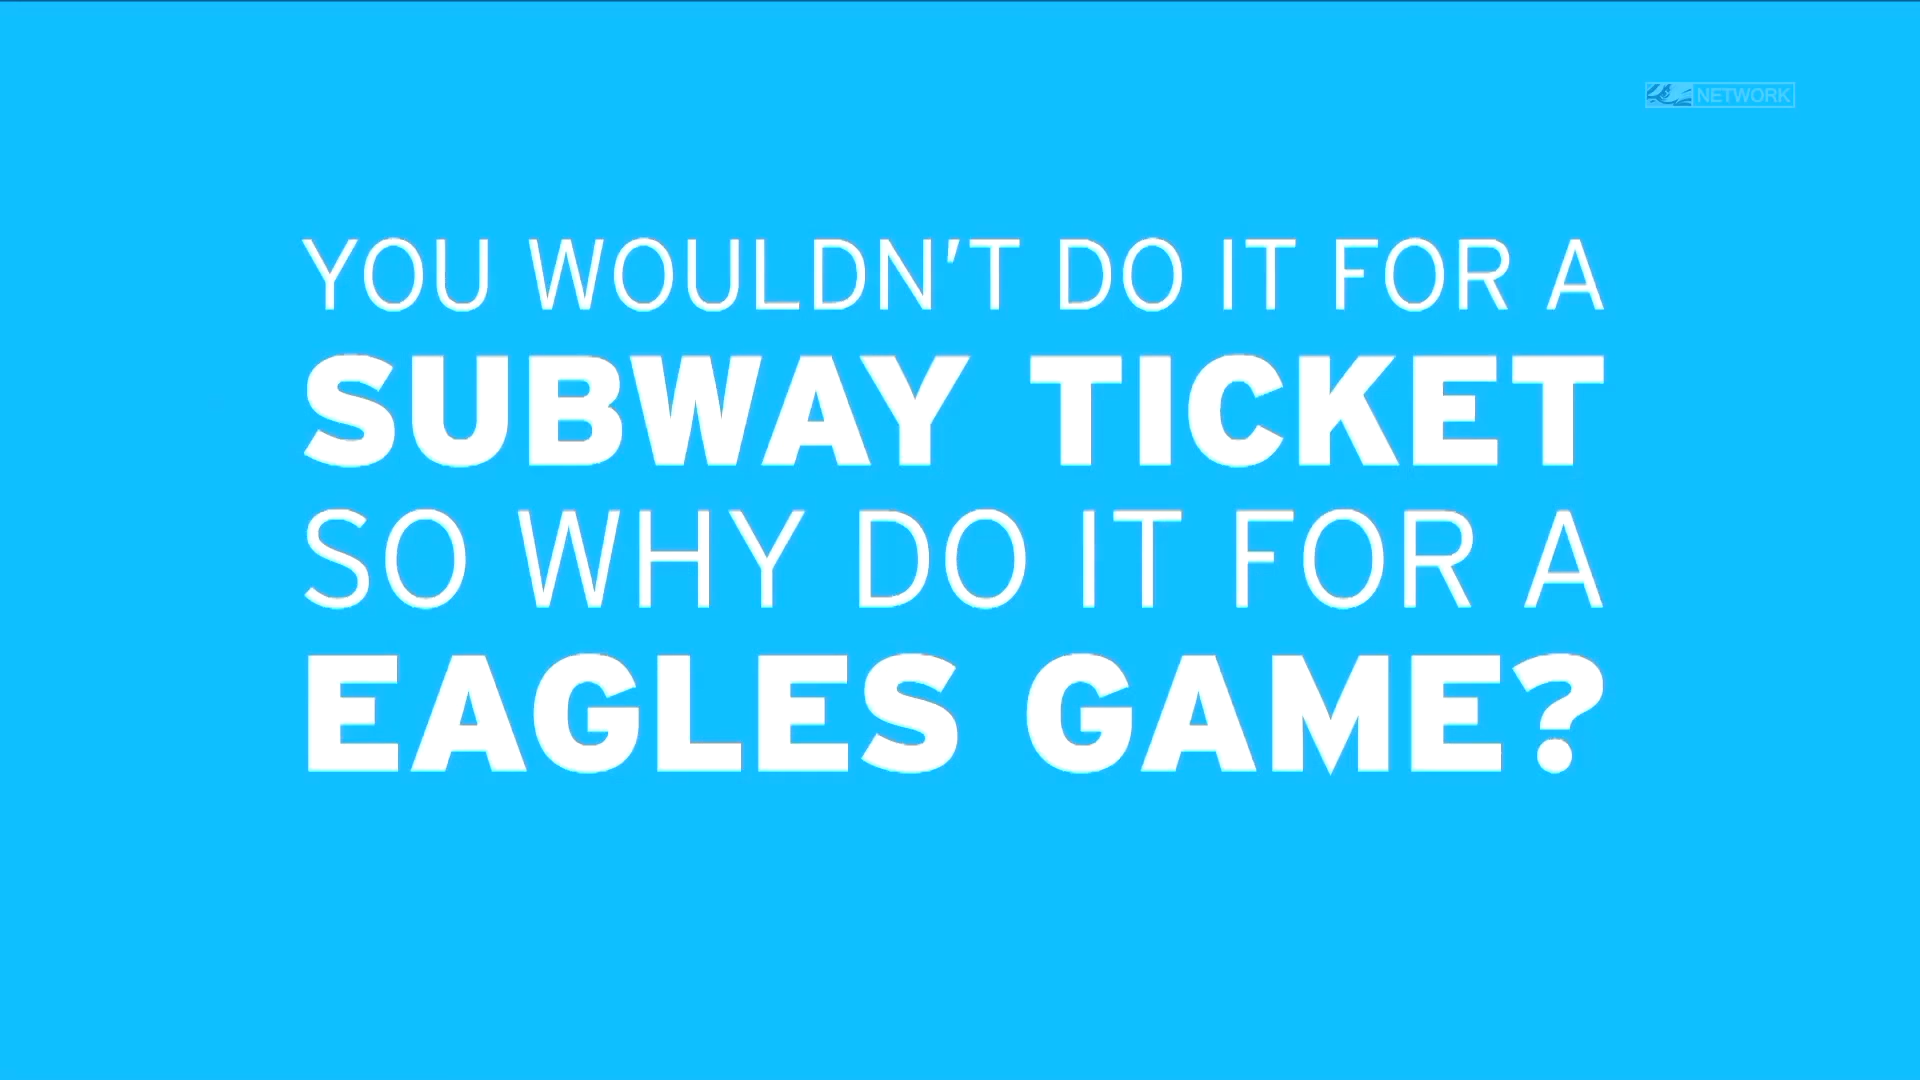 NETWORK
YOU WOULDN'T DO IT FOR A
SUBWAY TICKET
SO WHY DO IT FOR A
EAGLES GAME?